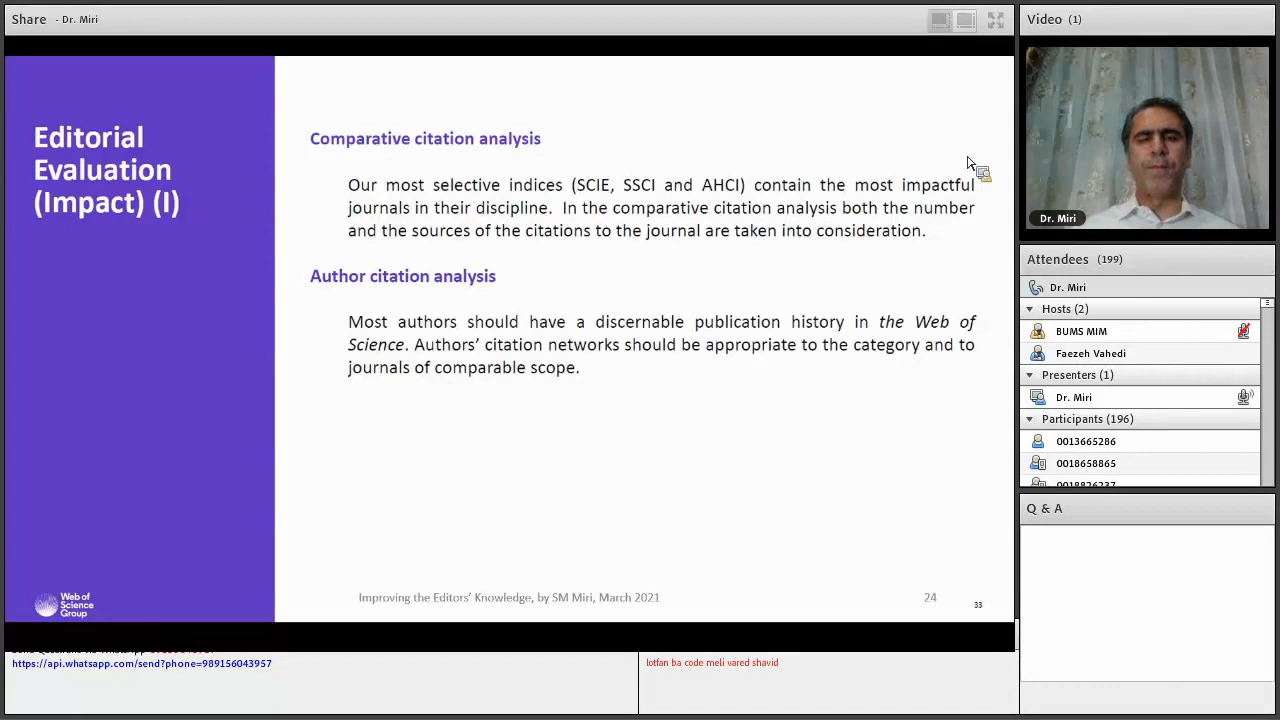 Share - Dr. Miri
Editorial
Evaluation
(Impact) (I)
Comparative citation analysis
Our most selective indices (SCIE, SSCI and AHCI) contain the most impactful
journals in their discipline. In the comparative citation analysis both the number
and the sources of the citations to the journal are taken into consideration.
Author citation analysis
Most authors should have a discernable publication history in the Web of
Science. Authors' citation networks should be appropriate to the category and to
journals of comparable scope.
Web of
Science
Group
Improving the Editors' Knowledge, by SM Miri, March 2021
24
33
https://api.whatsapp.com/send?phone=989156043957
lotfan ba code meli vared shavid
Video (1)
Dr. Miri
Attendees (199)
Dr. Miri
Hosts (2)
BUMS MIM
Faezeh Vahedi
Presenters (1)
Dr. Miri
Participants (196)
0013665286
0018658865
0018826237
Q & A